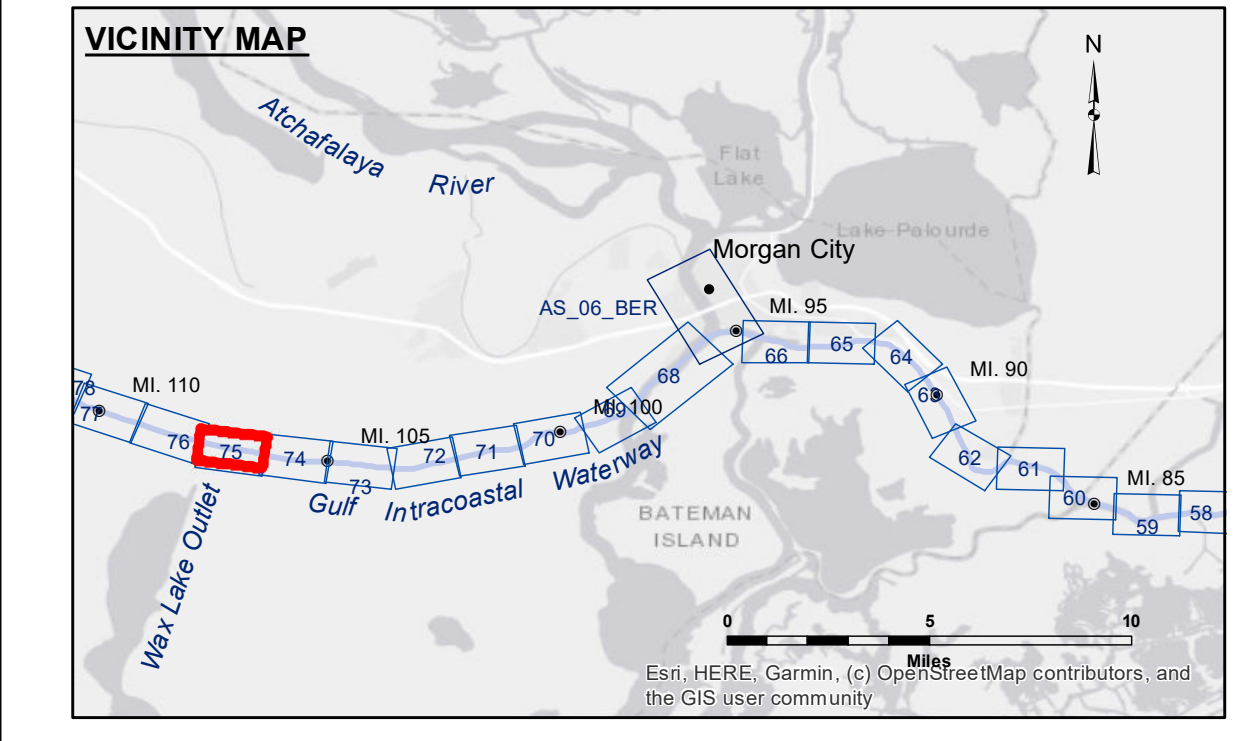 VICINITY MAP
N
Atchafalaya
River
Flat
Lake
Lake Palourde
Morgan City
AS_06_BER
MI. 95
66
65
64
MI. 90
63
68
MI. 110
78
77
69
MI. 100
76
75
74
MI. 105
73
72
71
70
62
61
60
MI. 85
59
58
Gulf Intracoastal Waterway
Wax Lake Outlet
BATEMAN
ISLAND
0 5 10
Miles
Esri, HERE, Garmin, (c) OpenStreetMap contributors, and
the GIS user community